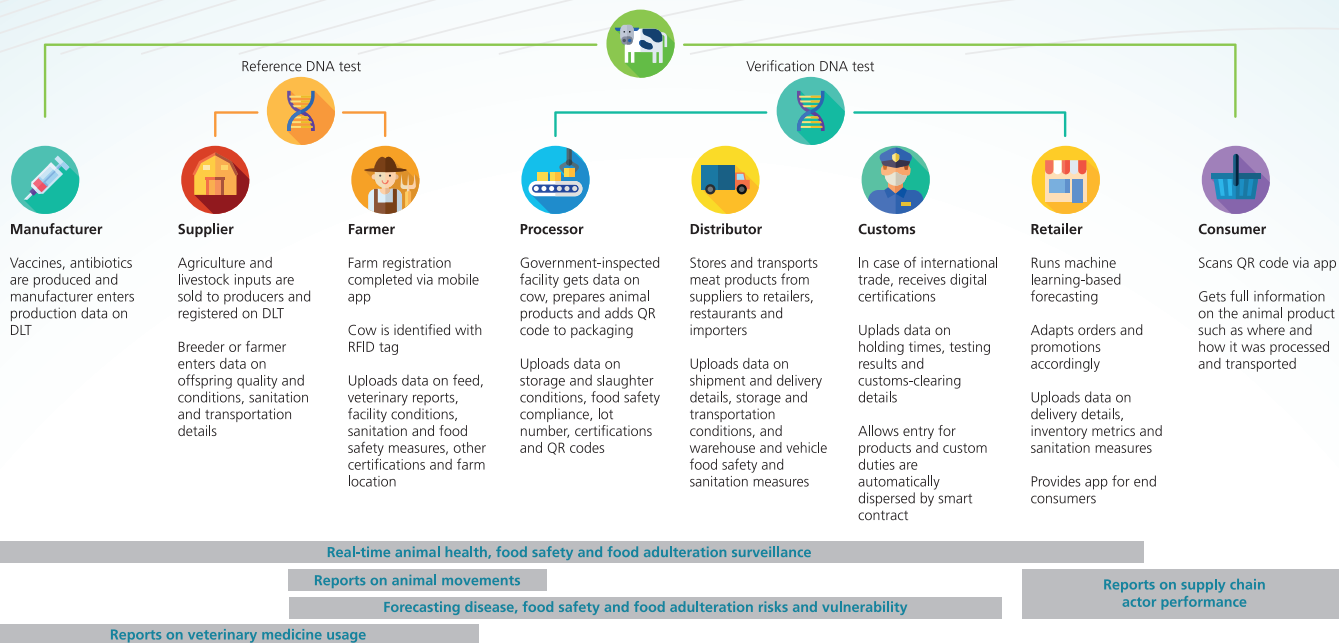 Reference DNA test
Verification DNA test
Manufacturer
Vaccines, antibiotics
are produced and
manufacturer enters
production data on
DLT
Supplier
Agriculture and
livestock inputs are
sold to producers and
registered on DLT
Breeder or farmer
enters data on
offspring quality and
conditions, sanitation
and transportation
details
Farmer
Farm registration
completed via mobile
app
Cow is identified with
RFID tag
Uploads data on feed,
veterinary reports,
facility conditions,
sanitation and food
safety measures, other
certifications and farm
location
Processor
Government-inspected
facility gets data on
cow, prepares animal
products and adds QR
code to packaging
Uploads data on
storage and slaughter
conditions, food safety
compliance, lot
number, certifications
and QR codes
Distributor
Stores and transports
meat products from
suppliers to retailers,
restaurants and
importers
Uploads data on
shipment and delivery
details, storage and
transportation
conditions, and
warehouse and vehicle
food safety and
sanitation measures
Customs
In case of international
trade, receives digital
certifications
Uplads data on
holding times, testing
results and
customs-clearing
details
Allows entry for
products and custom
duties are
automatically
dispersed by smart
contract
Retailer
Runs machine
learning-based
forecasting
Adapts orders and
promotions
accordingly
Uploads data on
delivery details,
inventory metrics and
sanitation measures
Provides app for end
consumers
Consumer
Scans QR code via app
Gets full information
on the animal product
such as where and
how it was processed
and transported
Real-time animal health, food safety and food adulteration surveillance
Reports on animal movements
Forecasting disease, food safety and food adulteration risks and vulnerability
Reports on supply chain
actor performance
Reports on veterinary medicine usage